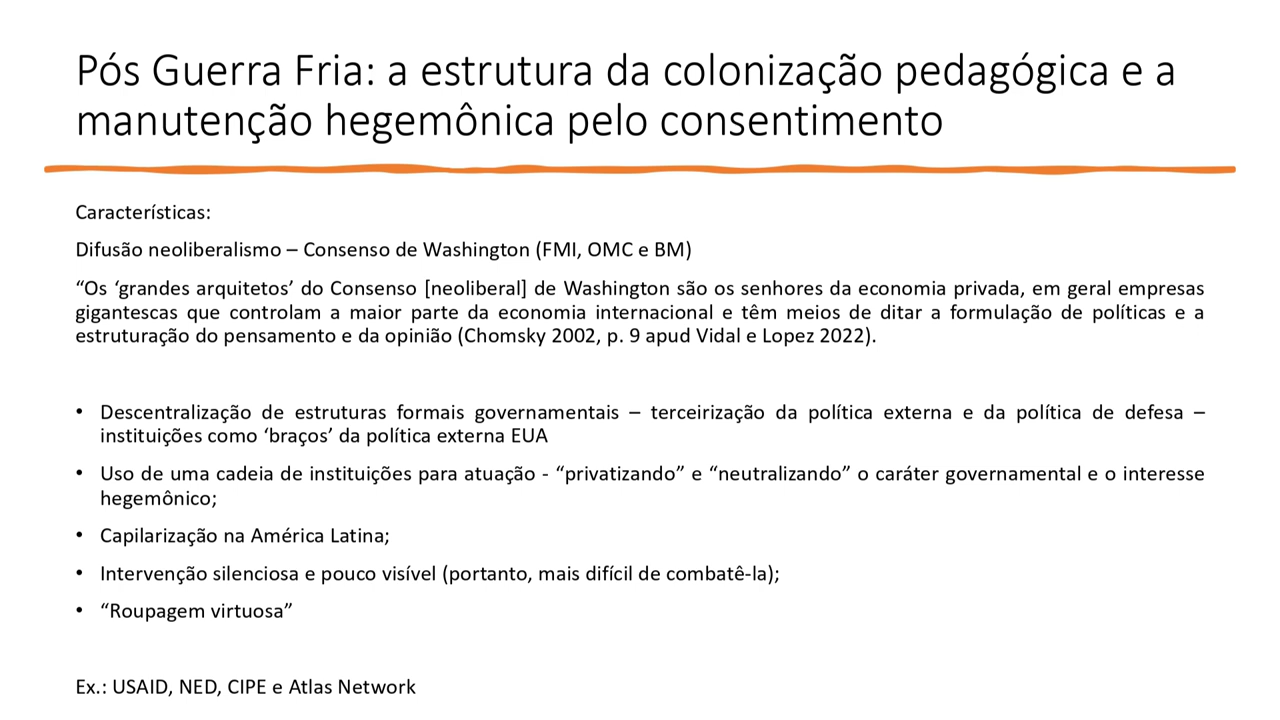 Pós Guerra Fria: a estrutura da colonização pedagógica e a
manutenção hegemônica pelo consentimento
Características:
Difusão neoliberalismo – Consenso de Washington (FMI, OMC e BM)
“Os ‘grandes arquitetos’ do Consenso [neoliberal] de Washington são os senhores da economia privada, em geral empresas
gigantescas que controlam a maior parte da economia internacional e têm meios de ditar a formulação de políticas e a
estruturação do pensamento e da opinião (Chomsky 2002, p. 9 apud Vidal e Lopez 2022).
• Descentralização de estruturas formais governamentais – terceirização da política externa e da política de defesa –
instituições como ‘braços’ da política externa EUA
• Uso de uma cadeia de instituições para atuação - “privatizando” e “neutralizando” o caráter governamental e o interesse
hegemônico;
• Capilarização na América Latina;
• Intervenção silenciosa e pouco visível (portanto, mais difícil de combatê-la);
• “Roupagem virtuosa”
Ex.: USAID, NED, CIPE e Atlas Network